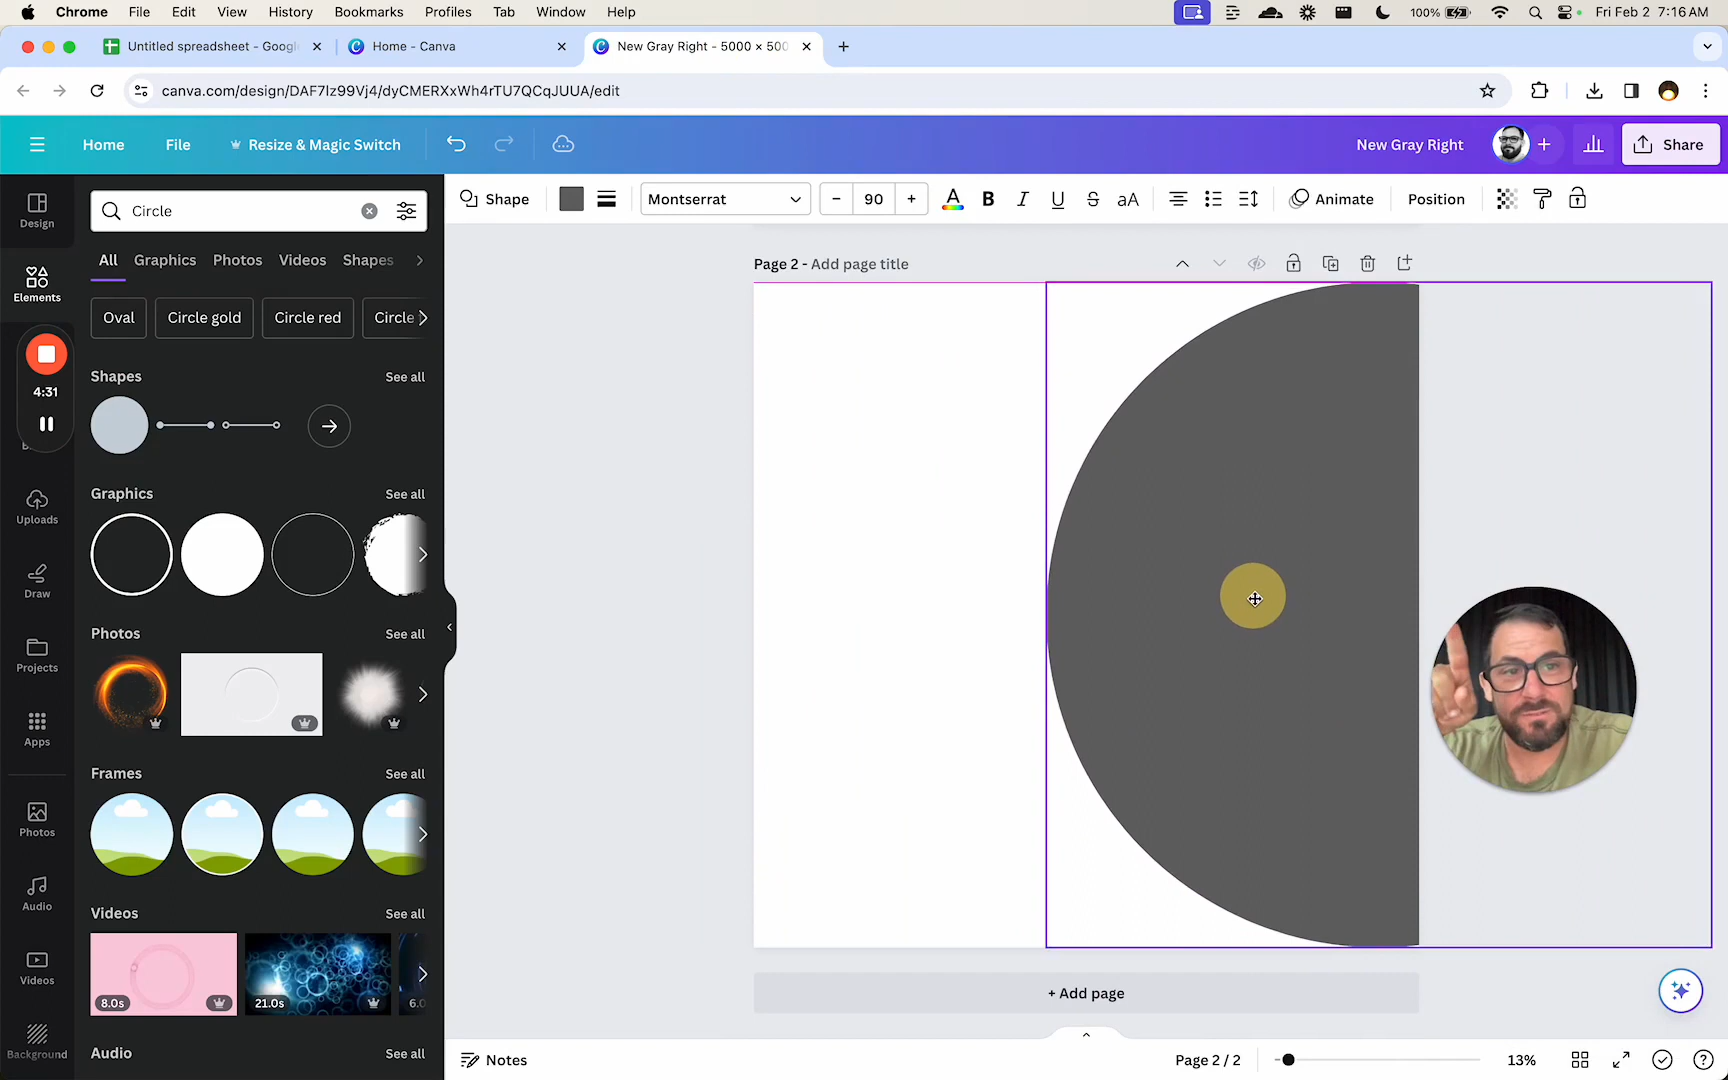 Chrome File Edit View History Bookmarks Profiles Tab Window Help 100% Fri Feb 2 7:16 AM
Untitled spreadsheet - Googl
Home - Canva
New Gray Right - 5000 × 500
canva.com/design/DAF7Iz99Vj4/dyCMERXxWh4rTU7QCqJUUA/edit
Home File Resize & Magic Switch New Gray Right Share
Design
Circle
Shape Montserrat 90 B I U S aA Animate Position
Elements
All Graphics Photos Videos Shapes
Page 2 - Add page title
Oval Circle gold Circle red Circle
4:31
Shapes See all
Graphics See all
Uploads
Draw
Photos See all
Projects
Apps
Frames See all
Photos
Audio
Videos See all
Videos
8.0s 21.0s 6.0
+ Add page
Background
Audio See all
Notes Page 2 / 2 13%